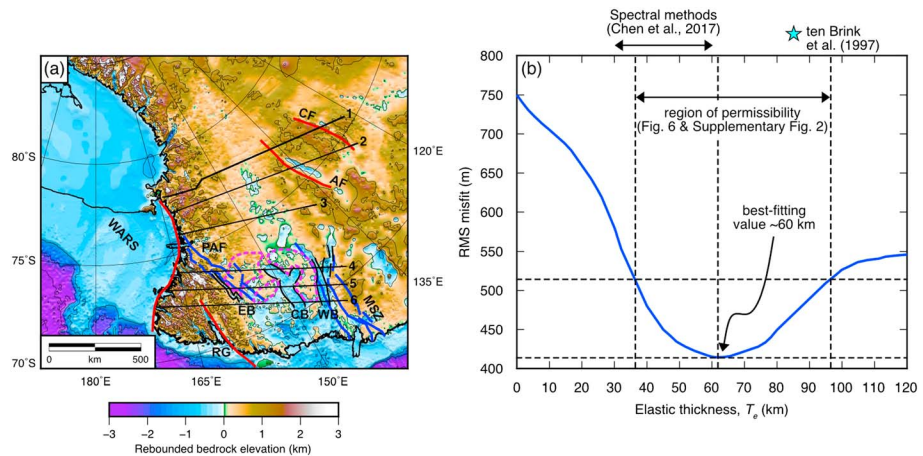 (a)
CF
1
2
AF
3
80°S
120°E
WARS
PAF
4
75°S
5
135°E
6
EB
CB
WB
MSZ
RG
0
km
500
70°S
180°E
165°E
150°E
−3
−2
−1
0
1
2
3
Rebounded bedrock elevation (km)
Spectral methods
(Chen et al., 2017)
ten Brink
et al. (1997)
(b)
800
750
700
650
600
550
500
450
400
RMS misfit (m)
region of permissibility
(Fig. 6 & Supplementary Fig. 2)
best-fitting
value ~60 km
0
10
20
30
40
50
60
70
80
90
100
110
120
Elastic thickness, Te (km)